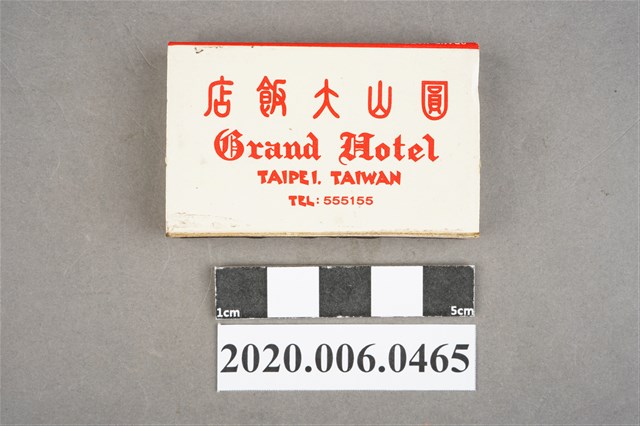 圓山大飯店
Grand Hotel
TAIPEI, TAIWAN
TEL: 555155
1cm 5cm
2020.006.0465